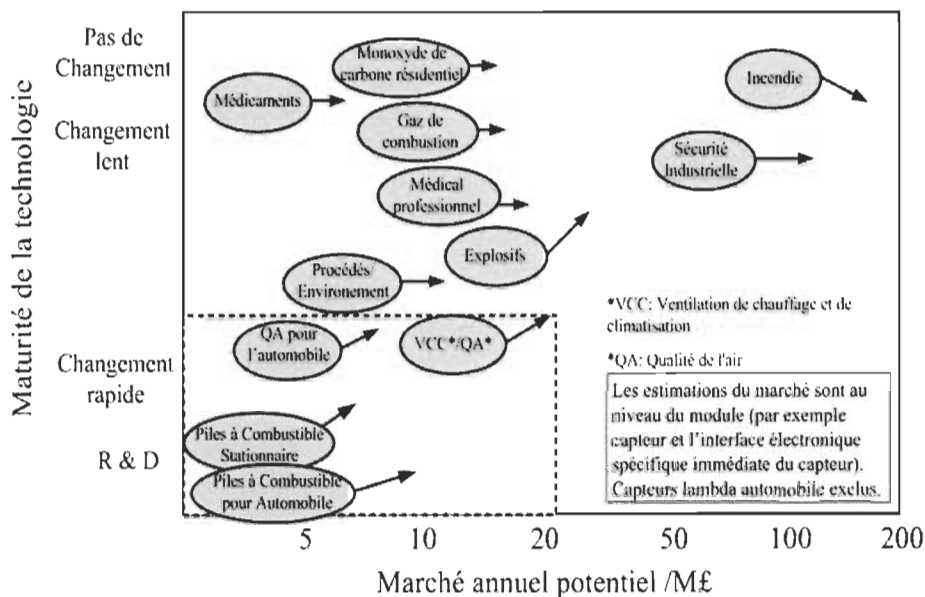 Maturité de la technologie
Pas de
Changement
Changement
lent
Changement
rapide
R & D
Monoxyde de
carbone résidentiel
Médicaments
Incendie
Gaz de
combustion
Sécurité
Industrielle
Médical
professionnel
Explosifs
Procédés/
Environement
*VCC: Ventilation de chauffage et de
climatisation
QA pour
l'automobile
VCC*/QA*
*QA: Qualité de l'air
Les estimations du marché sont au
niveau du module (par exemple
capteur et l'interface électronique
spécifique immédiate du capteur).
Capteurs lambda automobile exclus.
Piles à Combustible
Stationnaire
Piles à Combustible
pour Automobile
5 10 20 50 100 200
Marché annuel potentiel /M£